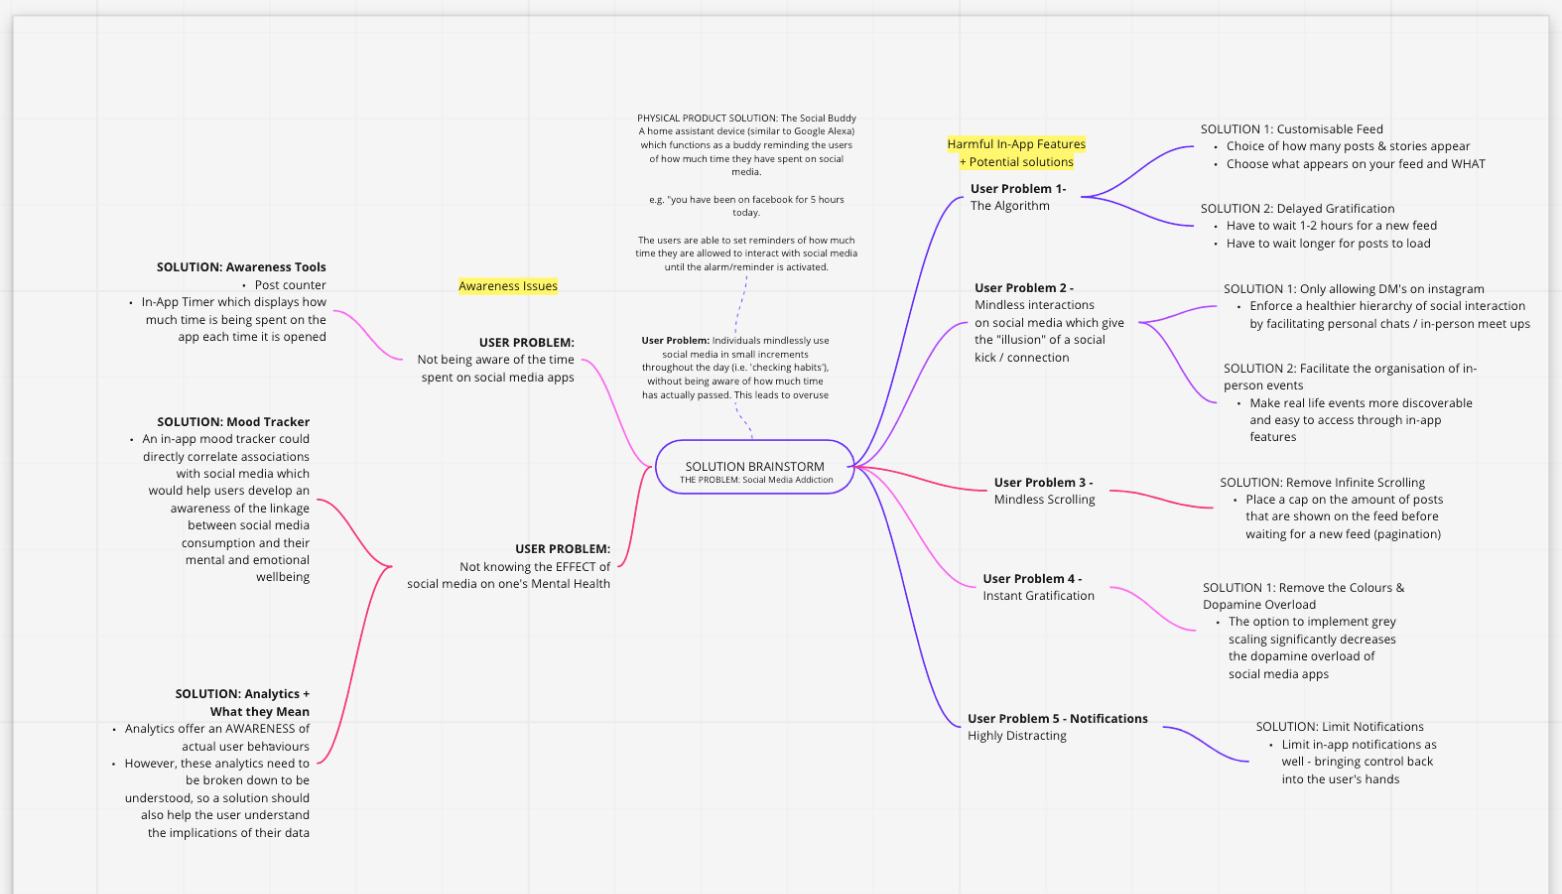 PHYSICAL PRODUCT SOLUTION: The Social Buddy
A home assistant device (similar to Google Alexa)
which functions as a buddy reminding the users
of how much time they have spent on social
media.
e.g. "you have been on facebook for 5 hours
today.
The users are able to set reminders of how much
time they are allowed to interact with social media
until the alarm/reminder is activated.
User Problem: Individuals mindlessly use
social media in small increments
throughout the day (i.e. 'checking habits'),
without being aware of how much time
has actually passed. This leads to overuse
SOLUTION BRAINSTORM
THE PROBLEM: Social Media Addiction
Awareness Issues
USER PROBLEM:
Not being aware of the time
spent on social media apps
SOLUTION: Awareness Tools
• Post counter
• In-App Timer which displays how
much time is being spent on the
app each time it is opened
USER PROBLEM:
Not knowing the EFFECT of
social media on one's Mental Health
SOLUTION: Mood Tracker
• An in-app mood tracker could
directly correlate associations
with social media which
would help users develop an
awareness of the linkage
between social media
consumption and their
mental and emotional
wellbeing
SOLUTION: Analytics +
What they Mean
• Analytics offer an AWARENESS of
actual user behaviours
• However, these analytics need to
be broken down to be
understood, so a solution should
also help the user understand
the implications of their data
Harmful In-App Features
+ Potential solutions
User Problem 1-
The Algorithm
SOLUTION 1: Customisable Feed
• Choice of how many posts & stories appear
• Choose what appears on your feed and WHAT
SOLUTION 2: Delayed Gratification
• Have to wait 1-2 hours for a new feed
• Have to wait longer for posts to load
User Problem 2 -
Mindless interactions
on social media which give
the "illusion" of a social
kick / connection
SOLUTION 1: Only allowing DM's on instagram
• Enforce a healthier hierarchy of social interaction
by facilitating personal chats / in-person meet ups
SOLUTION 2: Facilitate the organisation of in-
person events
• Make real life events more discoverable
and easy to access through in-app
features
User Problem 3 -
Mindless Scrolling
SOLUTION: Remove Infinite Scrolling
• Place a cap on the amount of posts
that are shown on the feed before
waiting for a new feed (pagination)
User Problem 4 -
Instant Gratification
SOLUTION 1: Remove the Colours &
Dopamine Overload
• The option to implement grey
scaling significantly decreases
the dopamine overload of
social media apps
User Problem 5 - Notifications
Highly Distracting
SOLUTION: Limit Notifications
• Limit in-app notifications as
well - bringing control back
into the user's hands